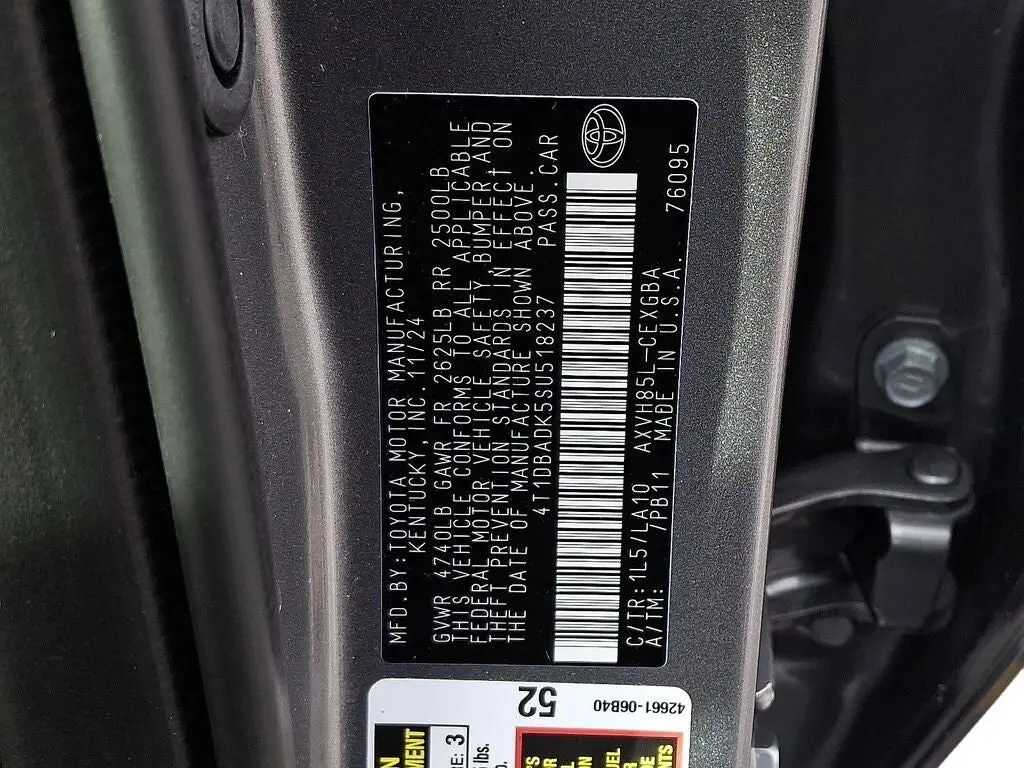 MFD.BY:TOYOTA MOTOR MANUFACTURING,
KENTUCKY,INC. 11/24
GVWR 4740LB GAWR FR 2625LB RR 2500LB
THIS VEHICLE CONFORMS TO ALL APPLICABLE
FEDERAL MOTOR VEHICLE SAFETY,BUMPER AND
THEFT PREVENTION STANDARDS IN EFFECT ON
THE DATE OF MANUFACTURE SHOWN ABOVE.
4T1DBADK5SU518237 PASS.CAR
C/TR:1L5/LA10 AXVH85L-CEXGBA
A/TM: 7PB11 MADE IN U.S.A. 76095
52
42661-06B40
3
lbs.